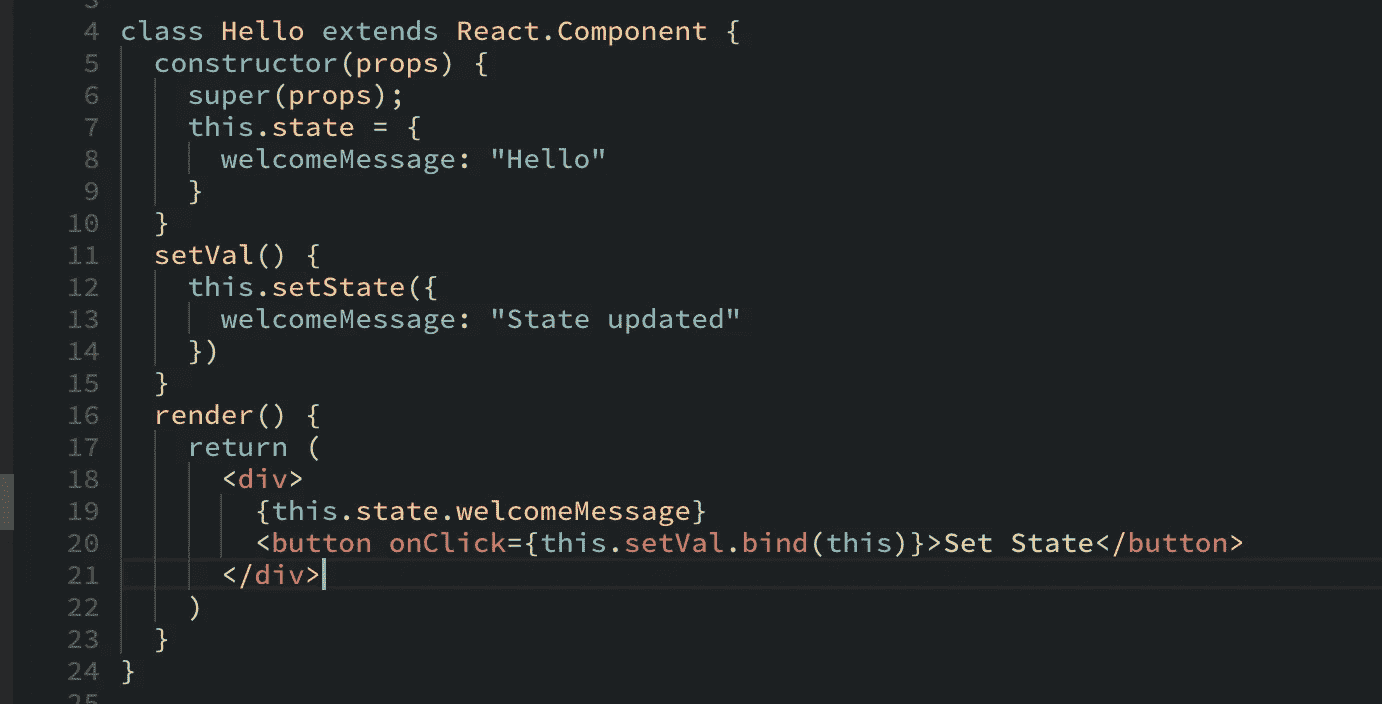 3
4 class Hello extends React.Component {
5   constructor(props) {
6     super(props);
7     this.state = {
8       welcomeMessage: "Hello"
9     }
10   }
11   setVal() {
12     this.setState({
13       welcomeMessage: "State updated"
14     })
15   }
16   render() {
17     return (
18       <div>
19         {this.state.welcomeMessage}
20         <button onClick={this.setVal.bind(this)}>Set State</button>
21       </div>
22     )
23   }
24 }
25